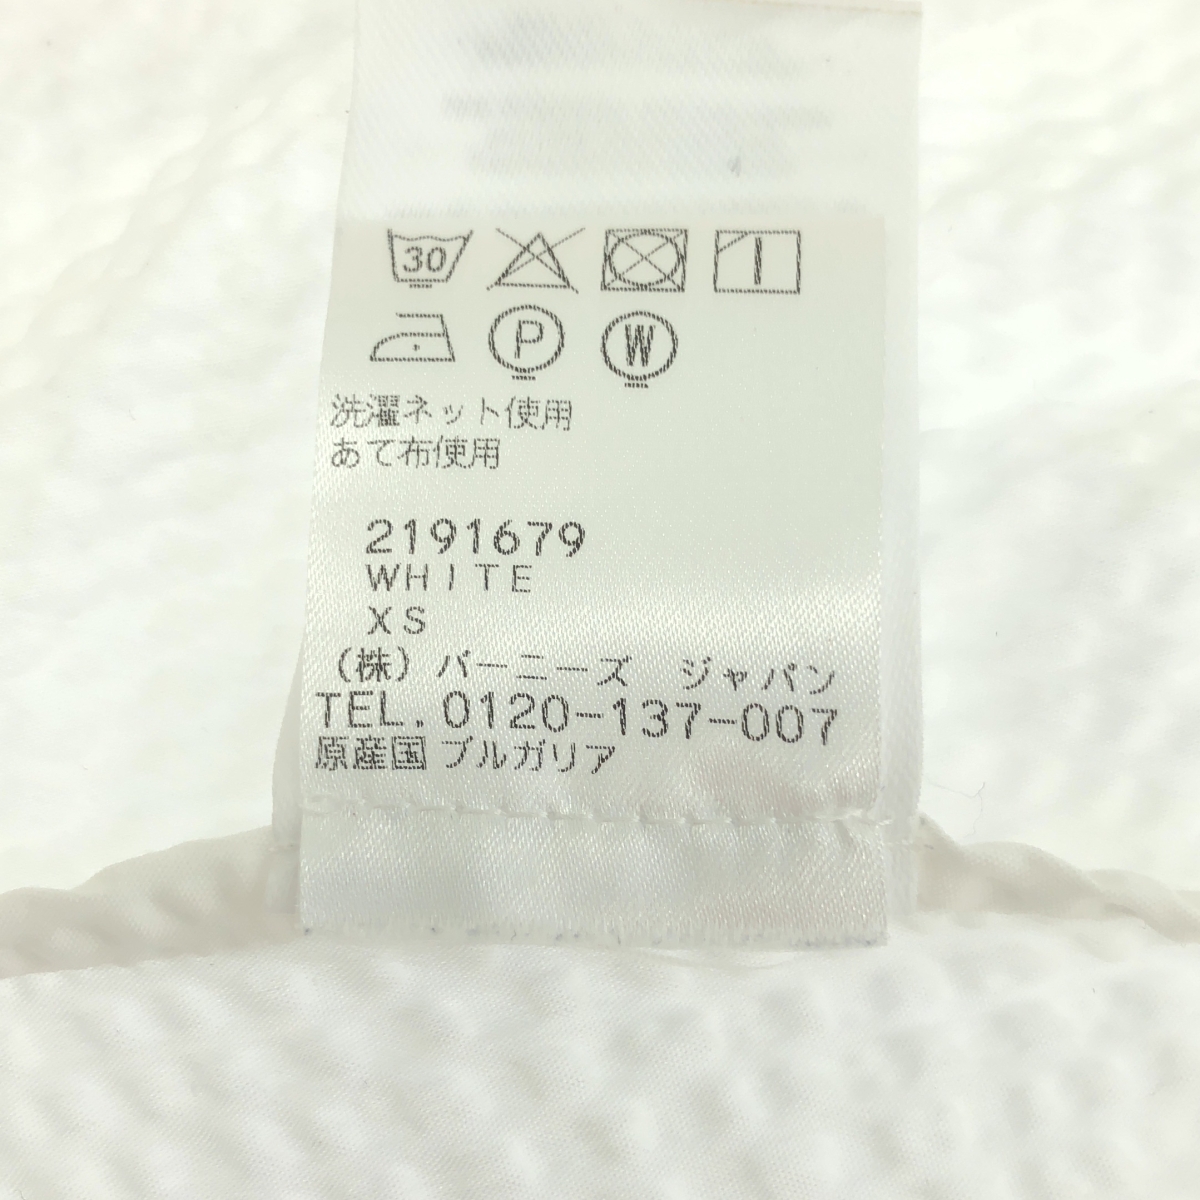 30
P W
洗濯ネット使用
あて布使用
2191679
WHITE
XS
(株) バーニーズ ジャパン
TEL. 0120-137-007
原産国 ブルガリア